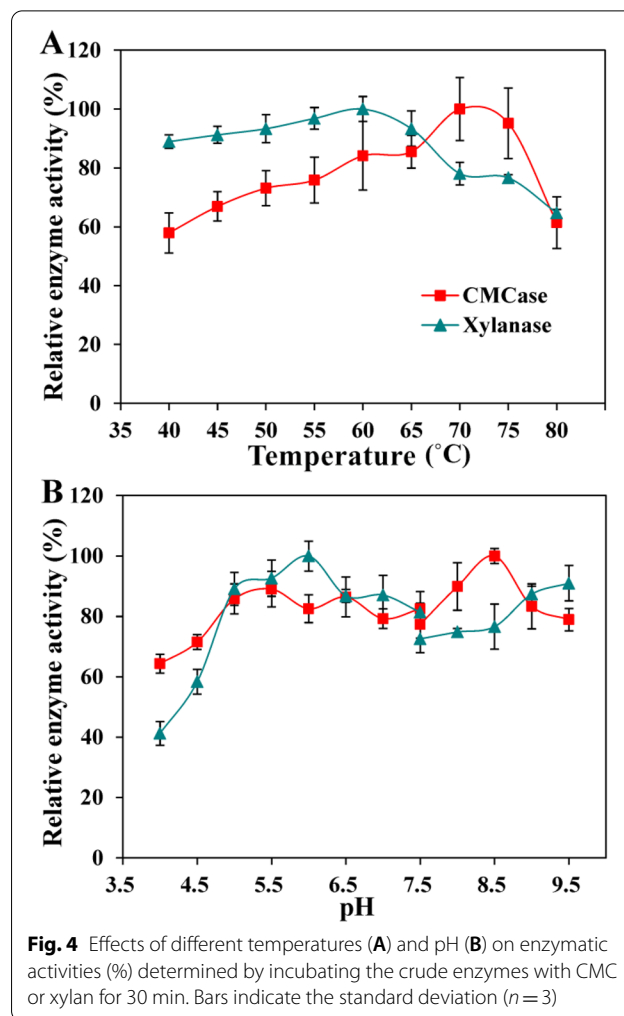 A
Relative enzyme activity (%)
120
100
80
60
40
20
0
CMCase
Xylanase
35 40 45 50 55 60 65 70 75 80 85
Temperature (°C)
B
Relative enzyme activity (%)
120
100
80
60
40
20
0
3.5 4.5 5.5 6.5 7.5 8.5 9.5
pH
Fig. 4 Effects of different temperatures (A) and pH (B) on enzymatic
activities (%) determined by incubating the crude enzymes with CMC
or xylan for 30 min. Bars indicate the standard deviation (n = 3)